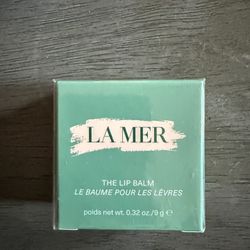 LA MER
THE LIP BALM
LE BAUME POUR LES LÈVRES
poids net wt. 0.32 oz./9 g ℮